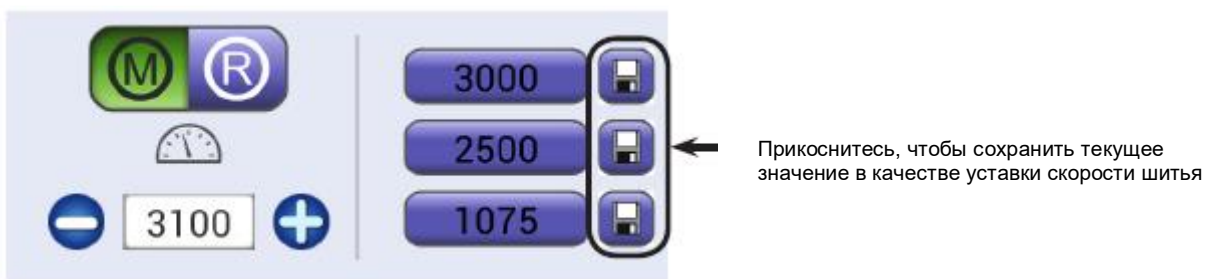 M R
3000
2500
1075
3100
Прикоснитесь, чтобы сохранить текущее
значение в качестве уставки скорости шитья